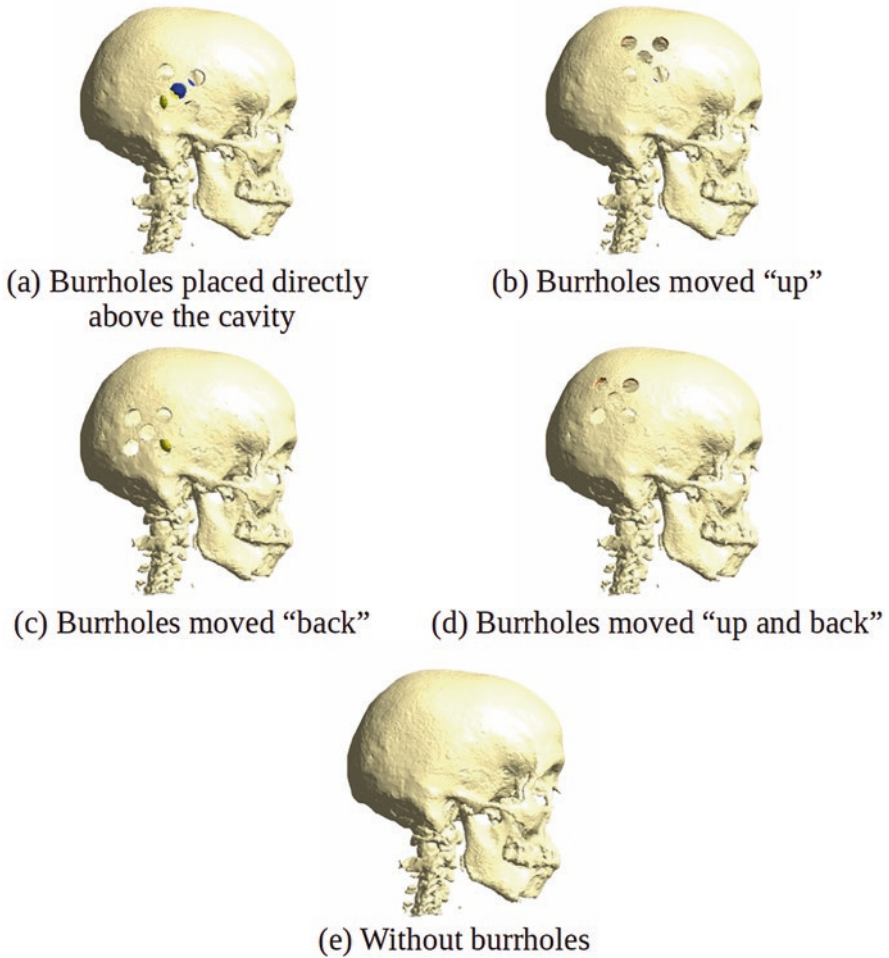 (a) Burrholes placed directly
above the cavity
(b) Burrholes moved “up”
(c) Burrholes moved “back”
(d) Burrholes moved “up and back”
(e) Without burrholes